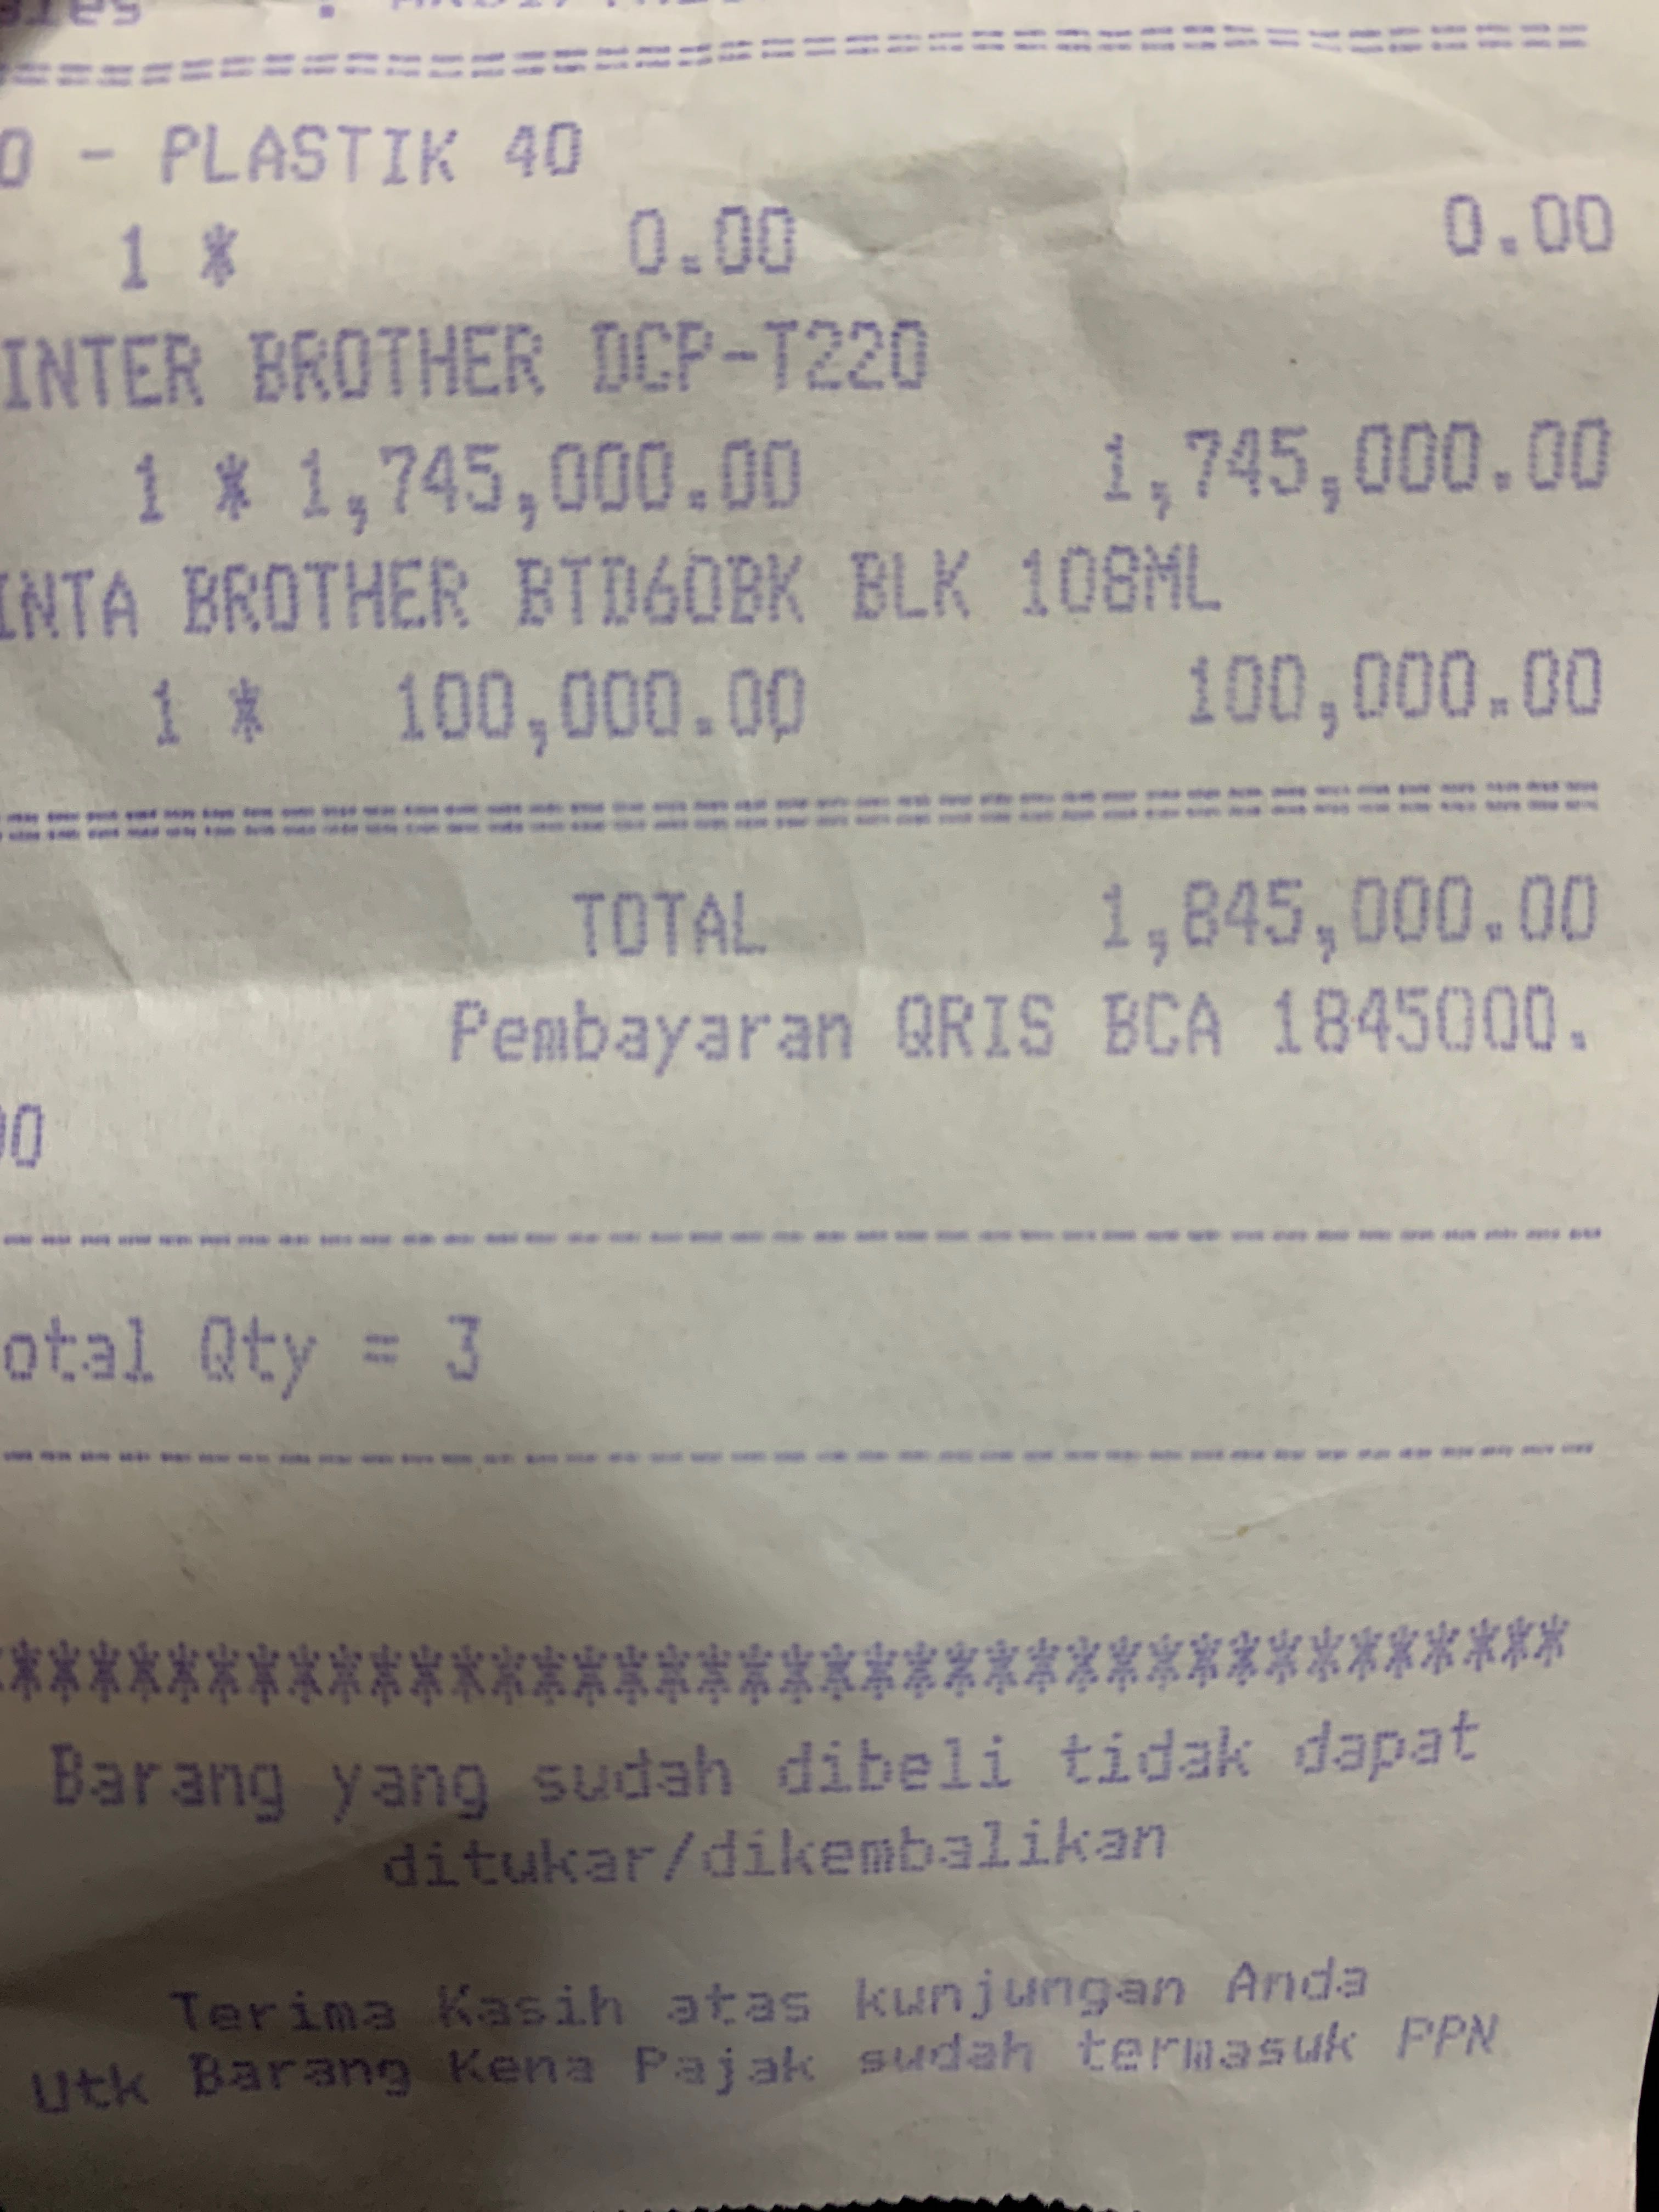 0 - PLASTIK 40
1 * 0.00 0.00
INTER BROTHER DCP-T220
1 * 1,745,000.00 1,745,000.00
INTA BROTHER BTD60BK BLK 108ML
1 * 100,000.00 100,000.00
TOTAL 1,845,000.00
Pembayaran QRIS BCA 1845000.
00
otal Qty = 3
***************************************
Barang yang sudah dibeli tidak dapat
ditukar/dikembalikan
Terima Kasih atas kunjungan Anda
Utk Barang Kena Pajak sudah termasuk PPN